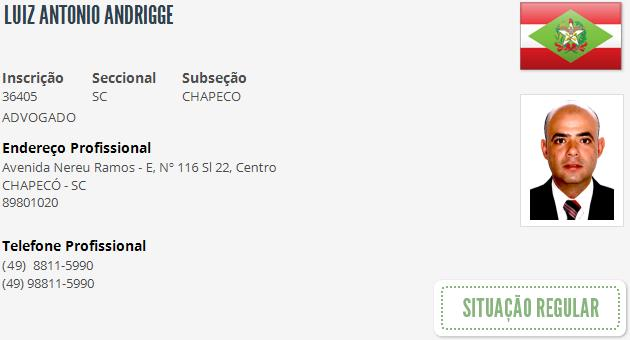 LUIZ ANTONIO ANDRIGGE
Inscrição Seccional Subseção
36405 SC CHAPECO
ADVOGADO
Endereço Profissional
Avenida Nereu Ramos - E, Nº 116 Sl 22, Centro
CHAPECÓ - SC
89801020
Telefone Profissional
(49) 8811-5990
(49) 98811-5990
SITUAÇÃO REGULAR